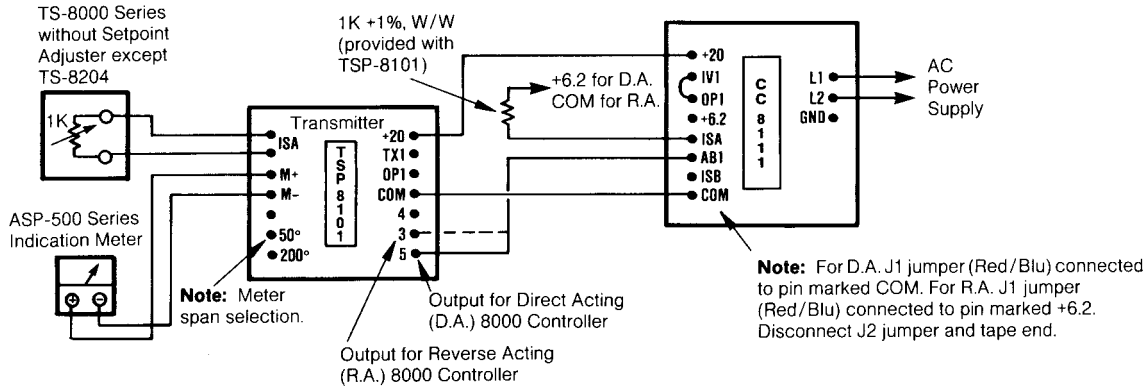 TS-8000 Series
without Setpoint
Adjuster except
TS-8204
1K
ASP-500 Series
Indication Meter
+ −
Note: Meter
span selection.
Transmitter
TSP8101
ISA
M+
M−
50°
200°
+20
TX1
OP1
COM
4
3
5
Output for Direct Acting
(D.A.) 8000 Controller
Output for Reverse Acting
(R.A.) 8000 Controller
1K +1%, W/W
(provided with
TSP-8101)
+6.2 for D.A.
COM for R.A.
CC8111
+20
IV1
OP1
+6.2
ISA
AB1
ISB
COM
L1
L2
GND
AC
Power
Supply
Note: For D.A. J1 jumper (Red/Blu) connected
to pin marked COM. For R.A. J1 jumper
(Red/Blu) connected to pin marked +6.2.
Disconnect J2 jumper and tape end.